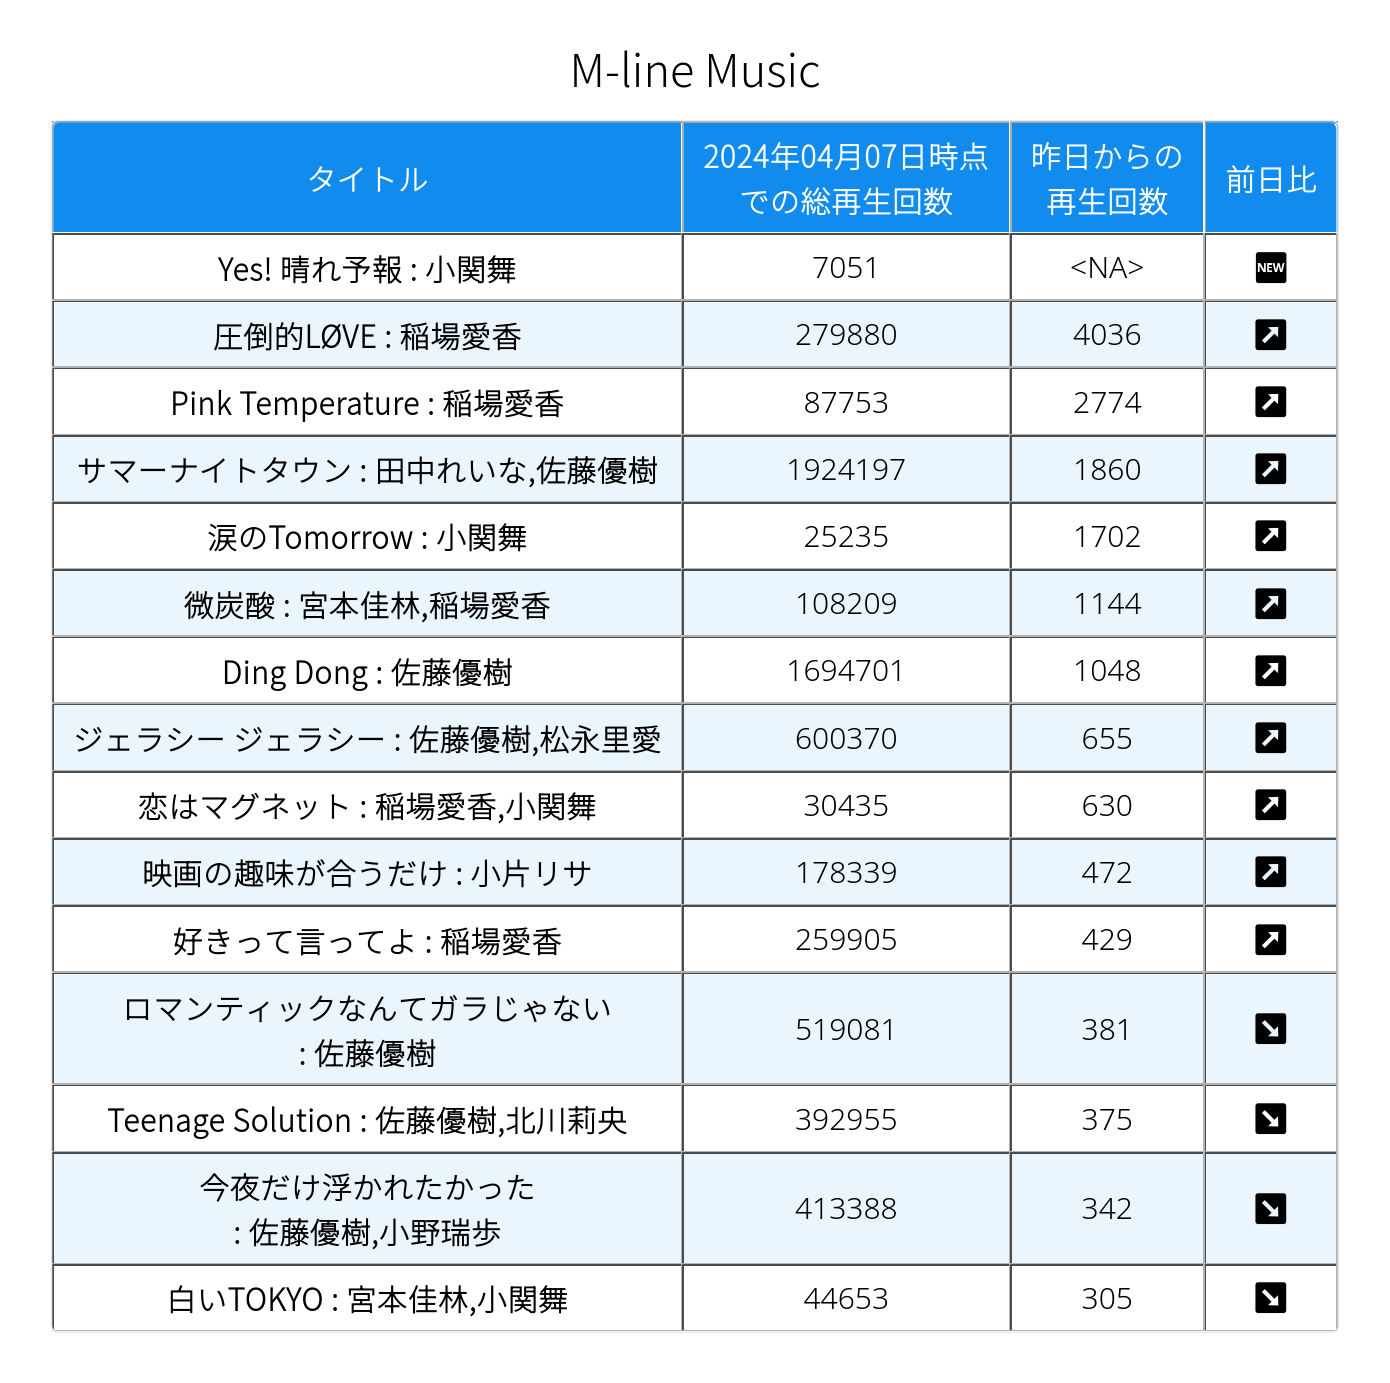 M-line Music
タイトル
2024年04月07日時点
での総再生回数
昨日からの
再生回数
前日比
Yes! 晴れ予報 : 小関舞 7051 <NA> NEW
圧倒的LØVE : 稲場愛香 279880 4036
Pink Temperature : 稲場愛香 87753 2774
サマーナイトタウン : 田中れいな,佐藤優樹 1924197 1860
涙のTomorrow : 小関舞 25235 1702
微炭酸 : 宮本佳林,稲場愛香 108209 1144
Ding Dong : 佐藤優樹 1694701 1048
ジェラシー ジェラシー : 佐藤優樹,松永里愛 600370 655
恋はマグネット : 稲場愛香,小関舞 30435 630
映画の趣味が合うだけ : 小片リサ 178339 472
好きって言ってよ : 稲場愛香 259905 429
ロマンティックなんてガラじゃない
: 佐藤優樹 519081 381
Teenage Solution : 佐藤優樹,北川莉央 392955 375
今夜だけ浮かれたかった
: 佐藤優樹,小野瑞歩 413388 342
白いTOKYO : 宮本佳林,小関舞 44653 305